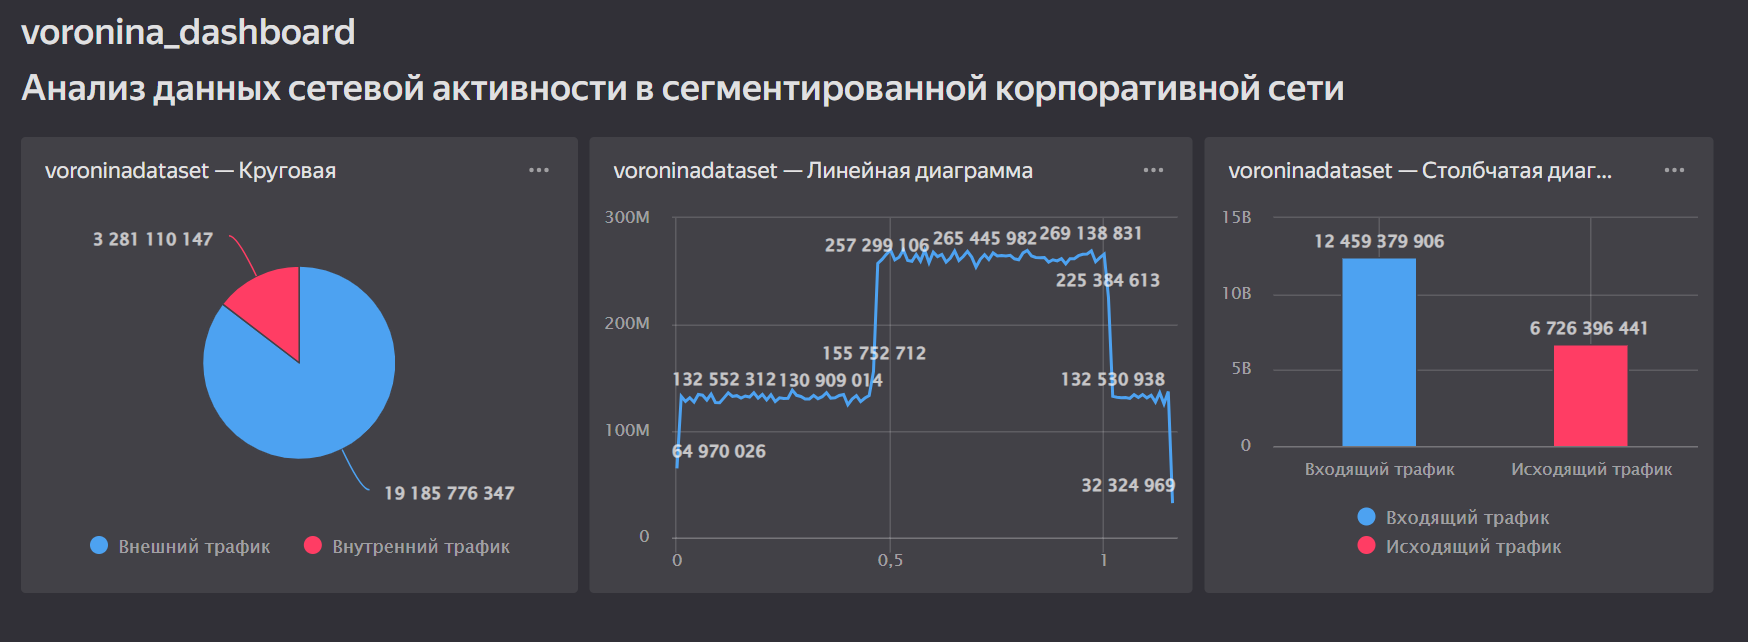 voronina_dashboard
Анализ данных сетевой активности в сегментированной корпоративной сети
voroninadataset — Круговая
3 281 110 147
19 185 776 347
Внешний трафик
Внутренний трафик
voroninadataset — Линейная диаграмма
300M
200M
100M
0
257 299 106
265 445 982
269 138 831
225 384 613
155 752 712
132 552 312
130 909 014
132 530 938
64 970 026
32 324 969
0
0,5
1
voroninadataset — Столбчатая диаг...
15B
10B
5B
0
12 459 379 906
6 726 396 441
Входящий трафик
Исходящий трафик
Входящий трафик
Исходящий трафик